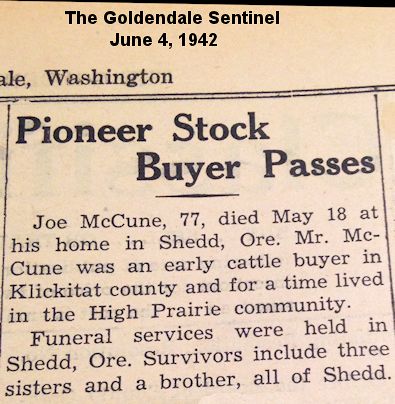 The Goldendale Sentinel
June 4, 1942
ale, Washington
Pioneer Stock
Buyer Passes
Joe McCune, 77, died May 18 at
his home in Shedd, Ore. Mr. Mc-
Cune was an early cattle buyer in
Klickitat county and for a time lived
in the High Prairie community.
Funeral services were held in
Shedd, Ore. Survivors include three
sisters and a brother, all of Shedd.